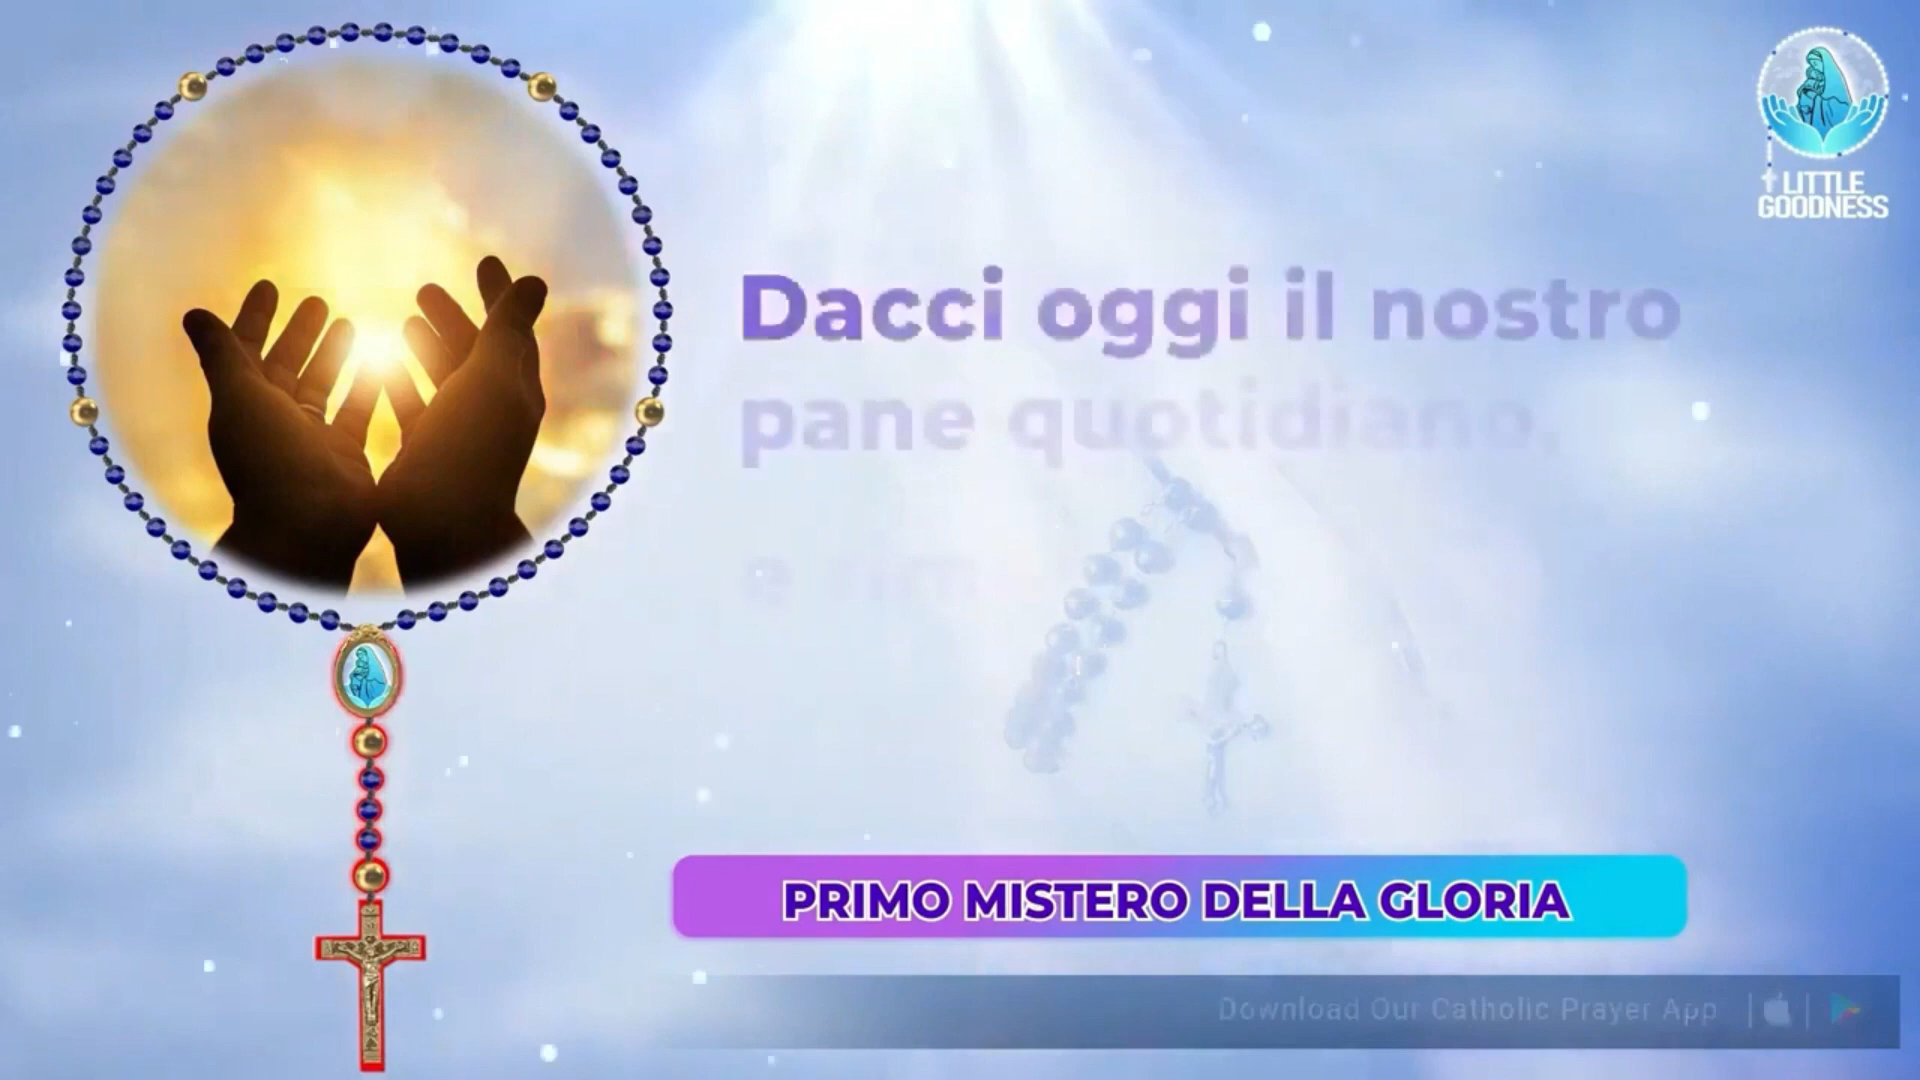 LITTLE
GOODNESS
Dacci oggi il nostro
pane quotidiano,
e
PRIMO MISTERO DELLA GLORIA
Download Our Catholic Prayer App